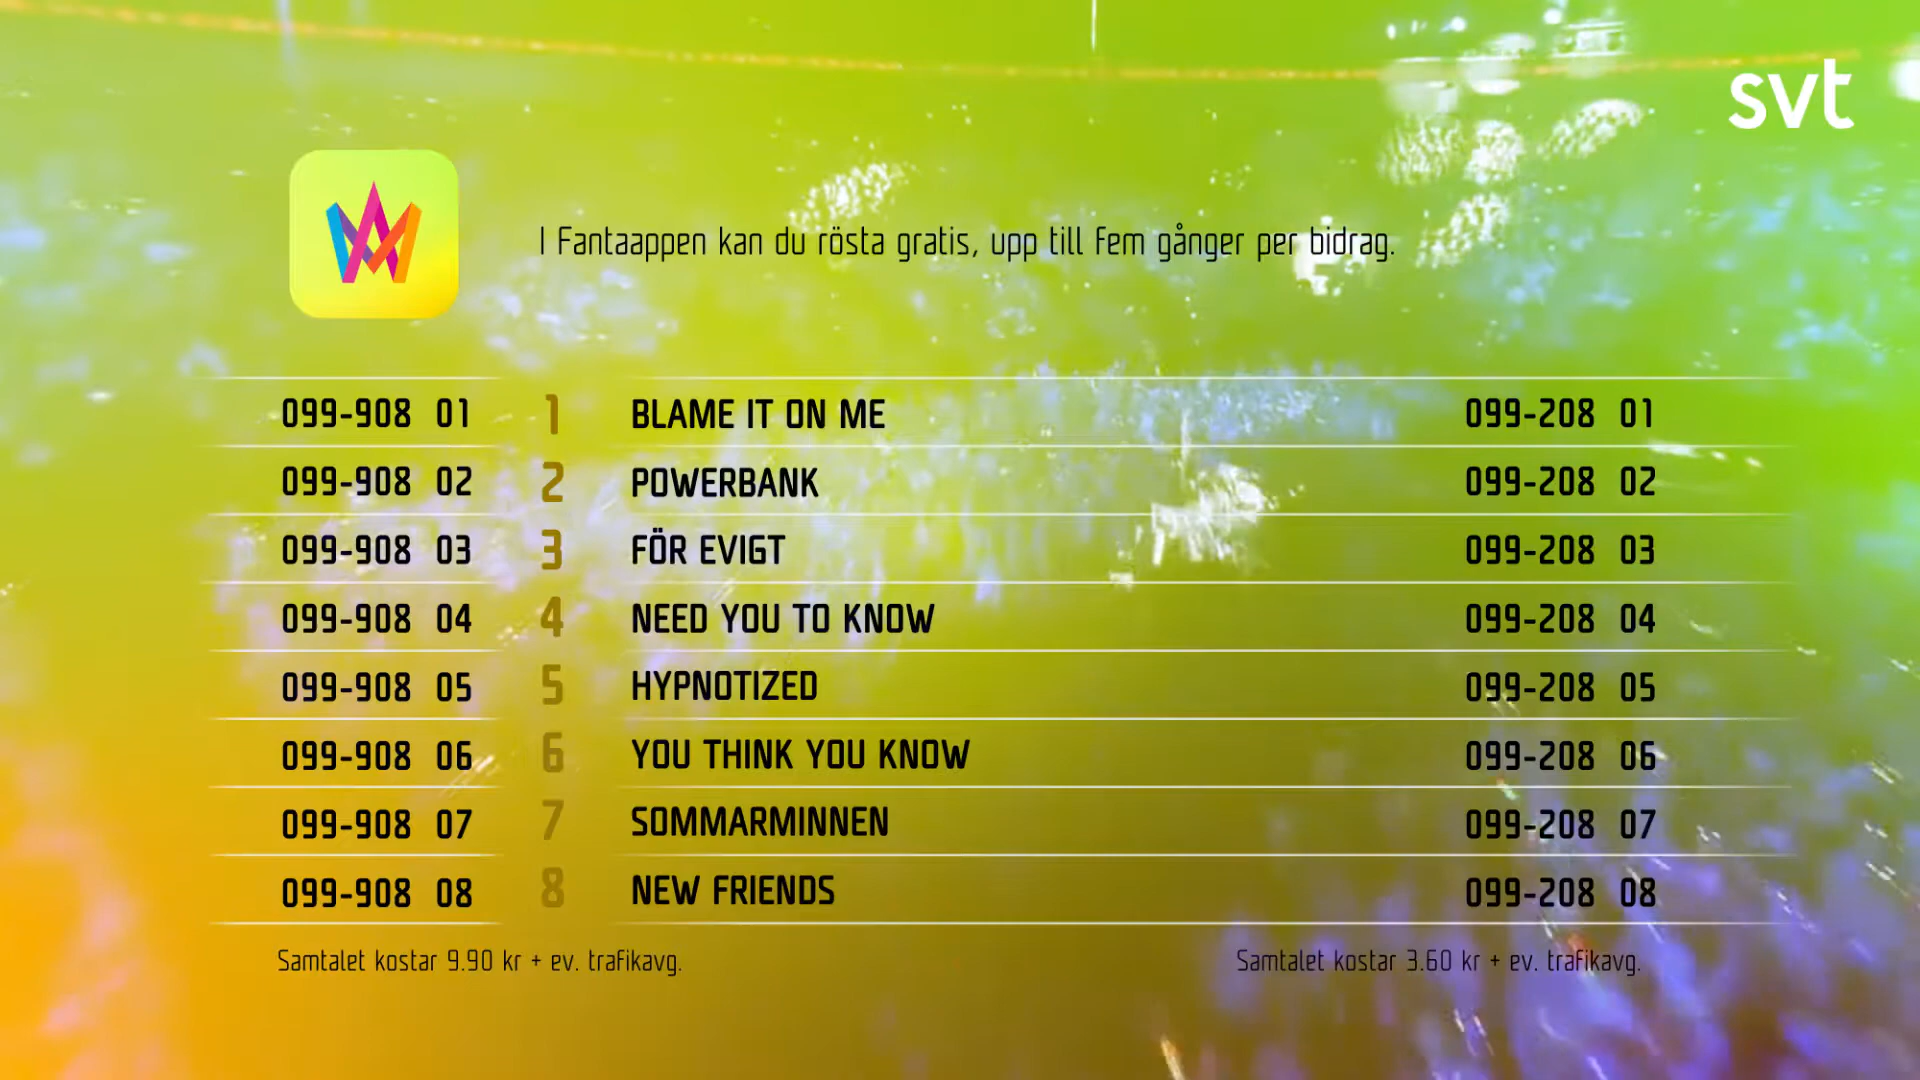 svt
I Fantaappen kan du rösta gratis, upp till fem gånger per bidrag.
099-908 01 1 BLAME IT ON ME 099-208 01
099-908 02 2 POWERBANK 099-208 02
099-908 03 3 FÖR EVIGT 099-208 03
099-908 04 4 NEED YOU TO KNOW 099-208 04
099-908 05 5 HYPNOTIZED 099-208 05
099-908 06 6 YOU THINK YOU KNOW 099-208 06
099-908 07 7 SOMMARMINNEN 099-208 07
099-908 08 8 NEW FRIENDS 099-208 08
Samtalet kostar 9.90 kr + ev. trafikavg. Samtalet kostar 3.60 kr + ev. trafikavg.